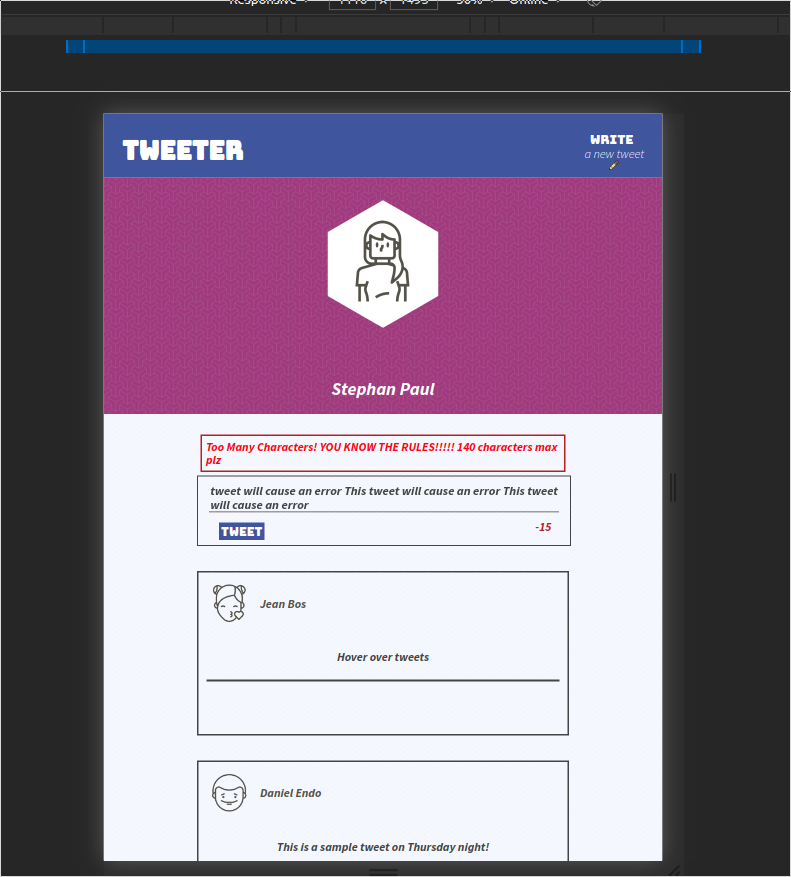 TWEETER
WRITE
a new tweet
Stephan Paul
Too Many Characters! YOU KNOW THE RULES!!!!! 140 characters max
plz
tweet will cause an error This tweet will cause an error This tweet
will cause an error
TWEET
-15
Jean Bos
Hover over tweets
Daniel Endo
This is a sample tweet on Thursday night!